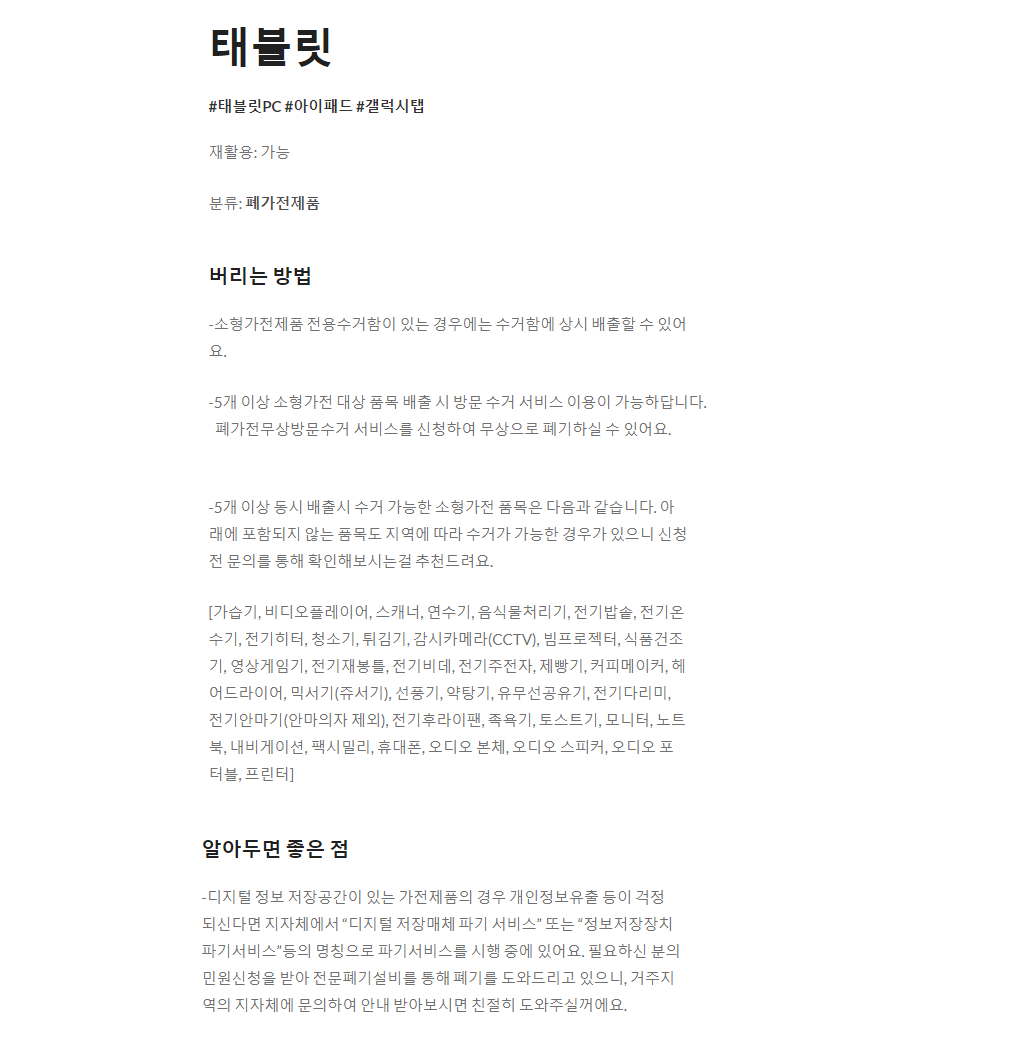 태블릿
#태블릿PC #아이패드 #갤럭시탭
재활용: 가능
분류: 폐가전제품
버리는 방법
-소형가전제품 전용수거함이 있는 경우에는 수거함에 상시 배출할 수 있어
요.
-5개 이상 소형가전 대상 품목 배출 시 방문 수거 서비스 이용이 가능하답니다.
폐가전무상방문수거 서비스를 신청하여 무상으로 폐기하실 수 있어요.
-5개 이상 동시 배출시 수거 가능한 소형가전 품목은 다음과 같습니다. 아
래에 포함되지 않는 품목도 지역에 따라 수거가 가능한 경우가 있으니 신청
전 문의를 통해 확인해보시는걸 추천드려요.
[가습기, 비디오플레이어, 스캐너, 연수기, 음식물처리기, 전기밥솥, 전기온
수기, 전기히터, 청소기, 튀김기, 감시카메라(CCTV), 빔프로젝터, 식품건조
기, 영상게임기, 전기재봉틀, 전기비데, 전기주전자, 제빵기, 커피메이커, 헤
어드라이어, 믹서기(쥬서기), 선풍기, 약탕기, 유무선공유기, 전기다리미,
전기안마기(안마의자 제외), 전기후라이팬, 족욕기, 토스트기, 모니터, 노트
북, 내비게이션, 팩시밀리, 휴대폰, 오디오 본체, 오디오 스피커, 오디오 포
터블, 프린터]
알아두면 좋은 점
-디지털 정보 저장공간이 있는 가전제품의 경우 개인정보유출 등이 걱정
되신다면 지자체에서 “디지털 저장매체 파기 서비스” 또는 “정보저장장치
파기서비스”등의 명칭으로 파기서비스를 시행 중에 있어요. 필요하신 분의
민원신청을 받아 전문폐기설비를 통해 폐기를 도와드리고 있으니, 거주지
역의 지자체에 문의하여 안내 받아보시면 친절히 도와주실꺼에요.